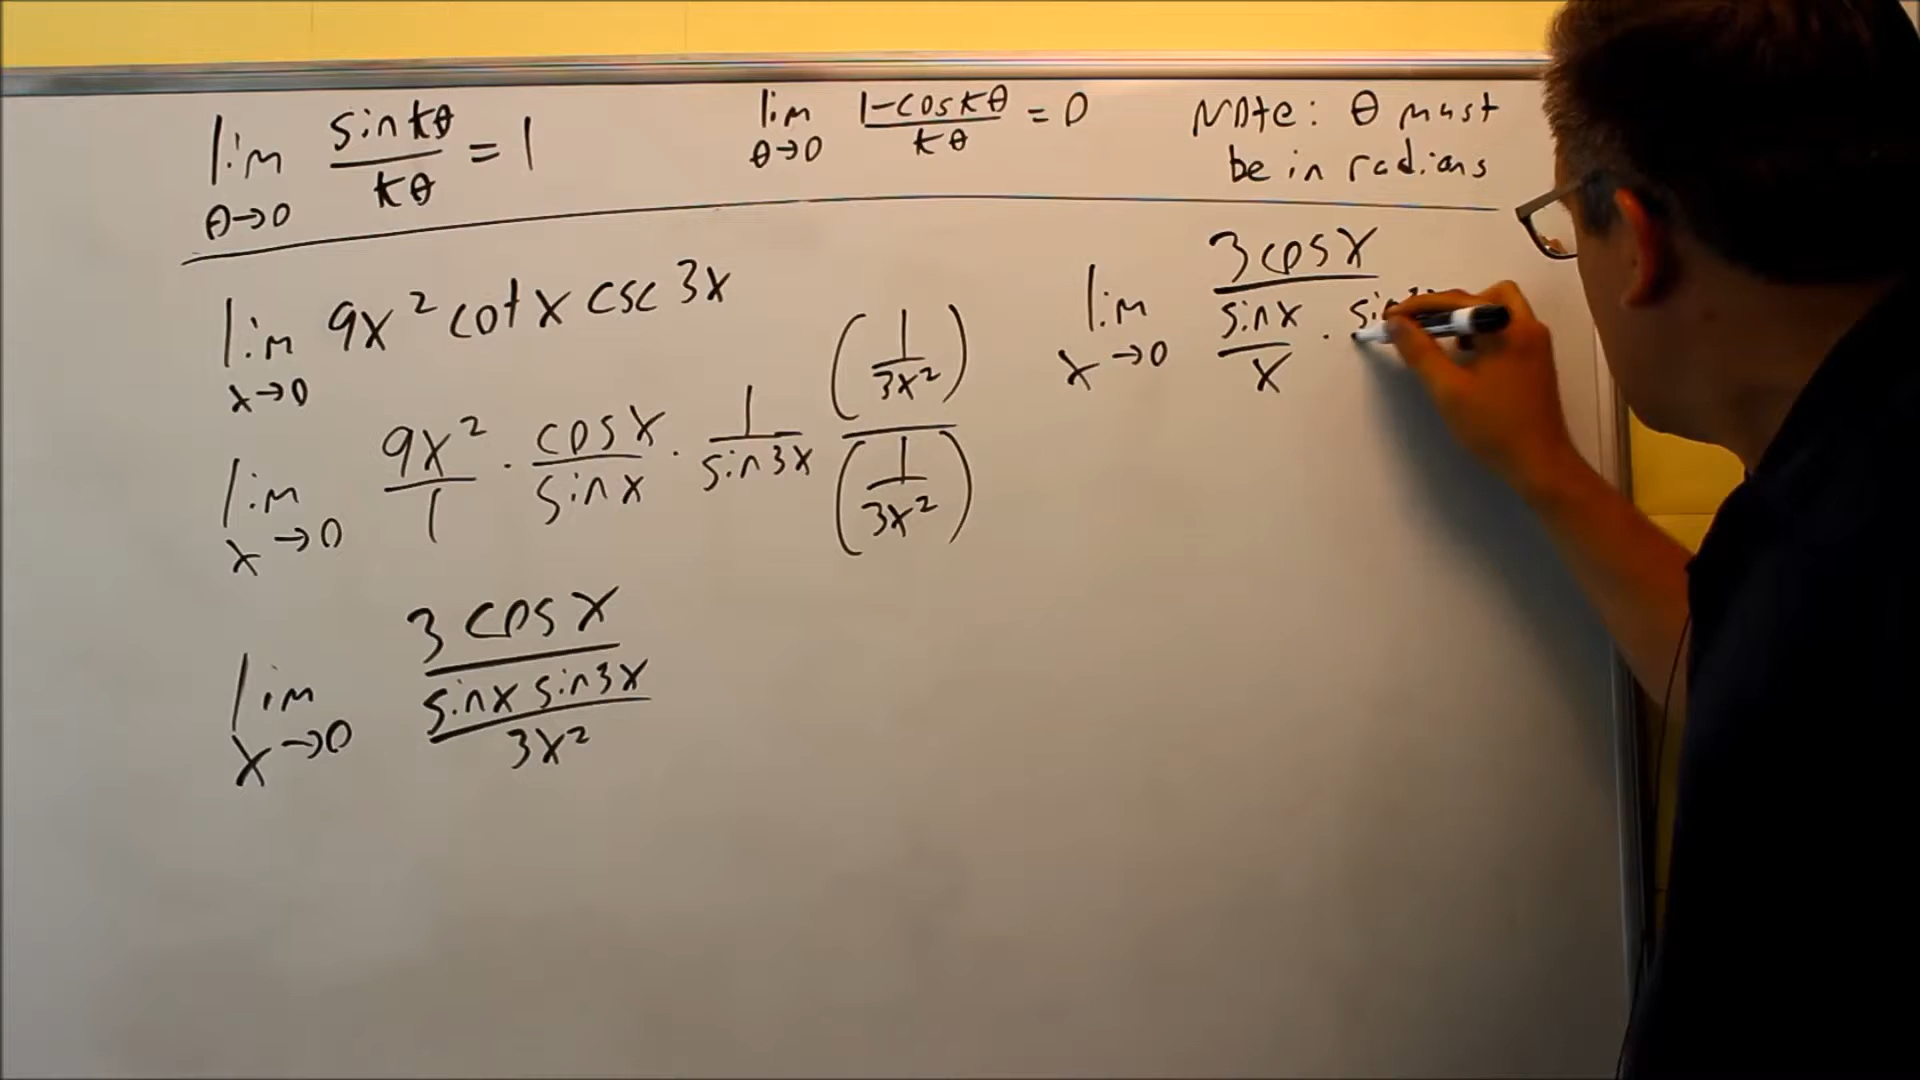 lim θ→0 sin kθ / kθ = 1
lim θ→0 1-cos kθ / kθ = 0
Note: θ must
be in radians
lim x→0 9x² cot x csc 3x
lim x→0 9x²/1 · cos x/sin x · 1/sin 3x (1/3x²)/(1/3x²)
lim x→0 3 cos x / (sin x sin 3x / 3x²)
lim x→0 3 cos x / (sin x / x ·